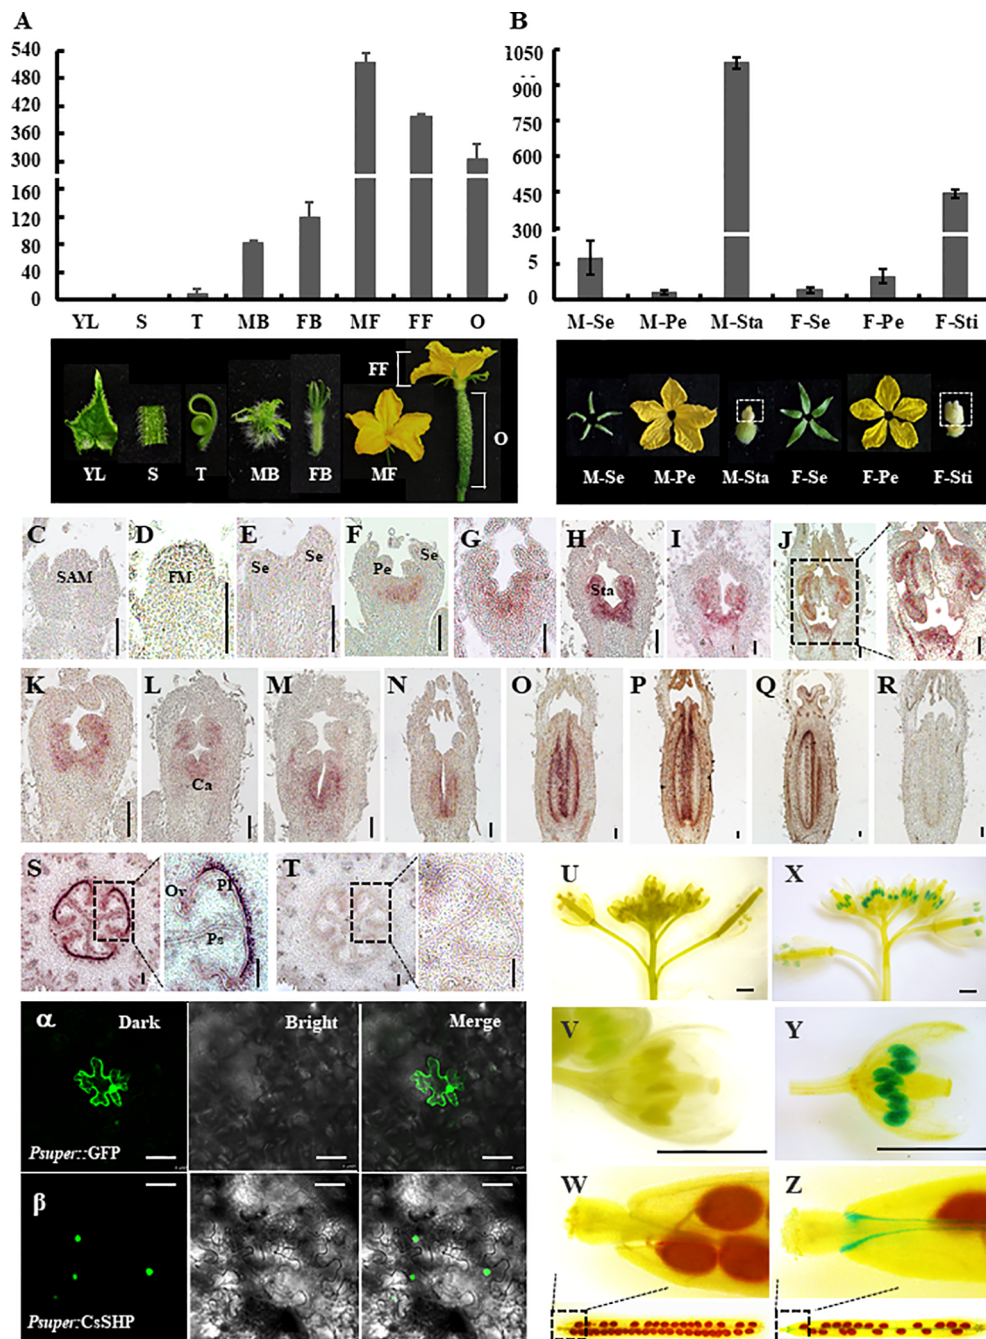 A
540
480
420
360
300
160
120
80
40
0
YL S T MB FB MF FF O
FF
O
YL S T MB FB MF
B
1050
900
750
600
450
300
5
0
M-Se M-Pe M-Sta F-Se F-Pe F-Sti
M-Se M-Pe M-Sta F-Se F-Pe F-Sti
C D E F G H I J
SAM FM Se Se Pe Se Sta
K L M N O P Q R
Ca
S T U X
Ov Pl
Ps
α Dark Bright Merge
Psuper::GFP
V Y
β
Psuper::CsSHP
W Z